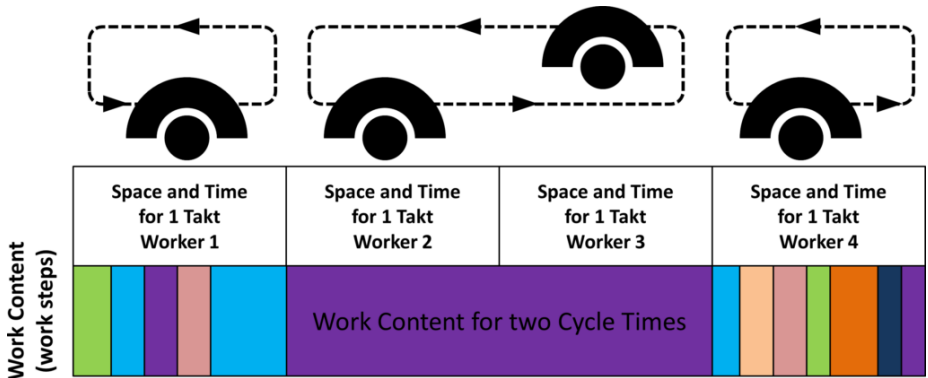 Space and Time
for 1 Takt
Worker 1
Space and Time
for 1 Takt
Worker 2
Space and Time
for 1 Takt
Worker 3
Space and Time
for 1 Takt
Worker 4
Work Content
(work steps)
Work Content for two Cycle Times